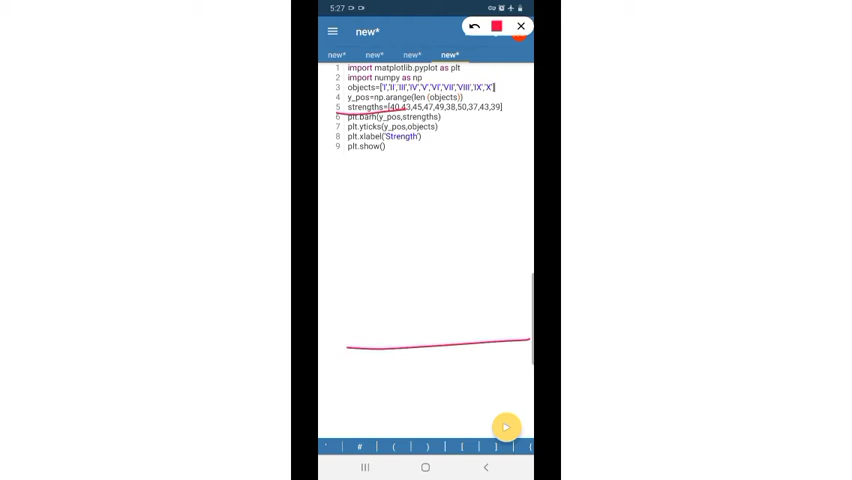 5:27
new*
new* new* new* new*
1 import matplotlib.pyplot as plt
2 import numpy as np
3 objects=['I','II','III','IV','V','VI','VII','VIII','IX','X']
4 y_pos=np.arange(len (objects))
5 strengths=[40,43,45,47,49,38,50,37,43,39]
6 plt.barh(y_pos,strengths)
7 plt.yticks(y_pos,objects)
8 plt.xlabel('Strength')
9 plt.show()
' # ( ) [ ] {